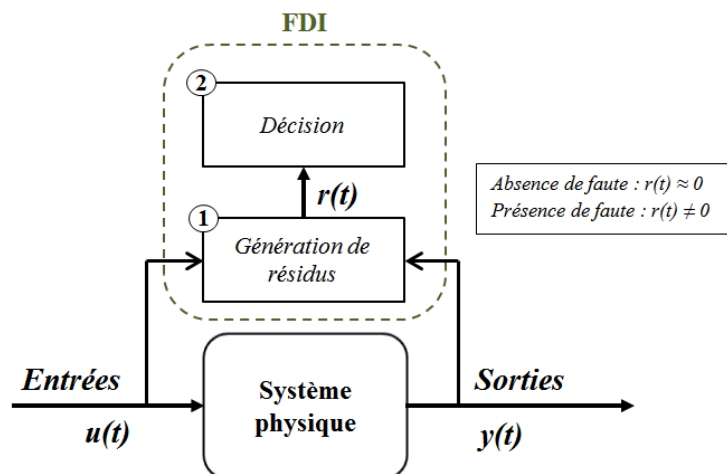 FDI
2
Décision
r(t)
Absence de faute : r(t) ≈ 0
Présence de faute : r(t) ≠ 0
1
Génération de
résidus
Entrées
Système
physique
Sorties
u(t)
y(t)